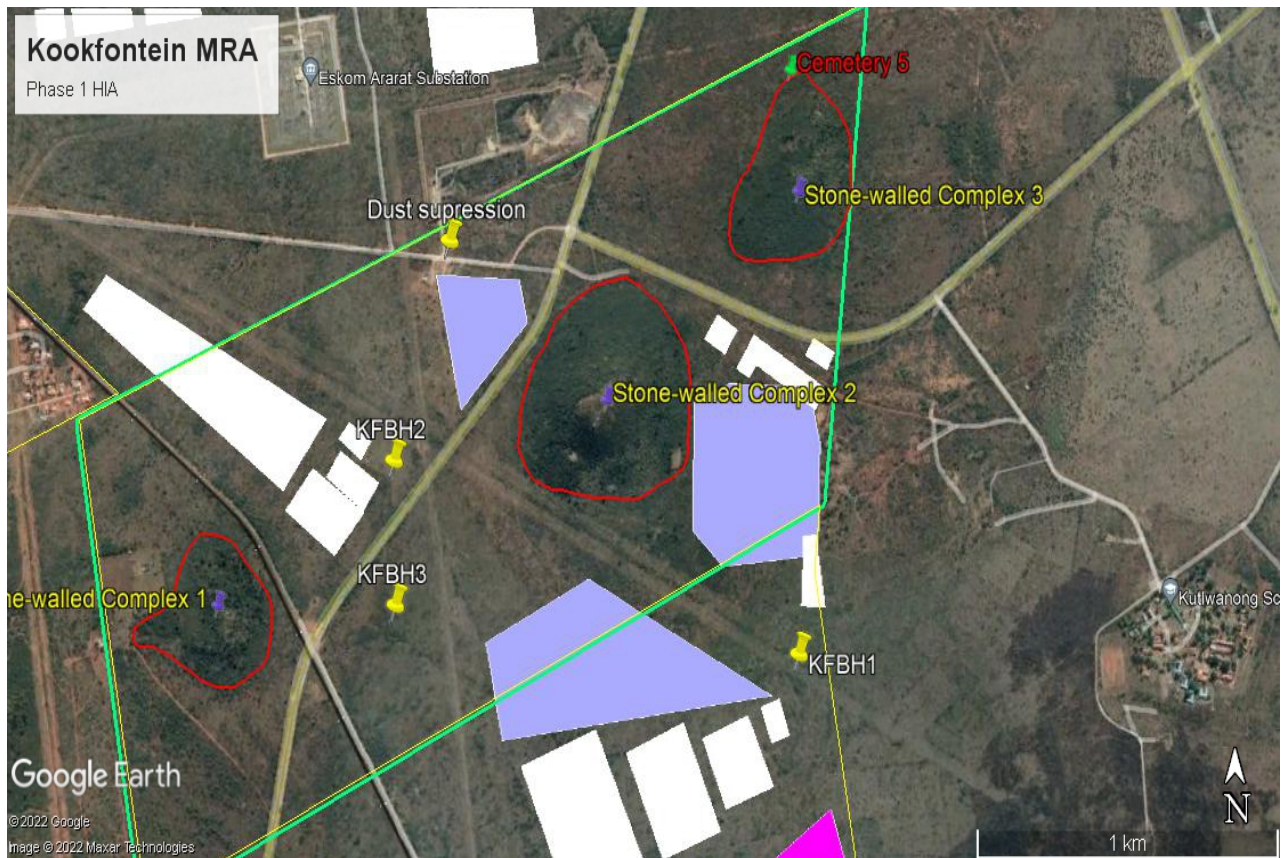 Kookfontein MRA
Phase 1 HIA
Eskom Ararat Substation
Cemetery 5
Stone-walled Complex 3
Dust supression
Stone-walled Complex 2
KFBH2
KFBH3
ne-walled Complex 1
Kutlwanong Sc
KFBH1
Google Earth
© 2022 Google
Image © 2022 Maxar Technologies
N
1 km